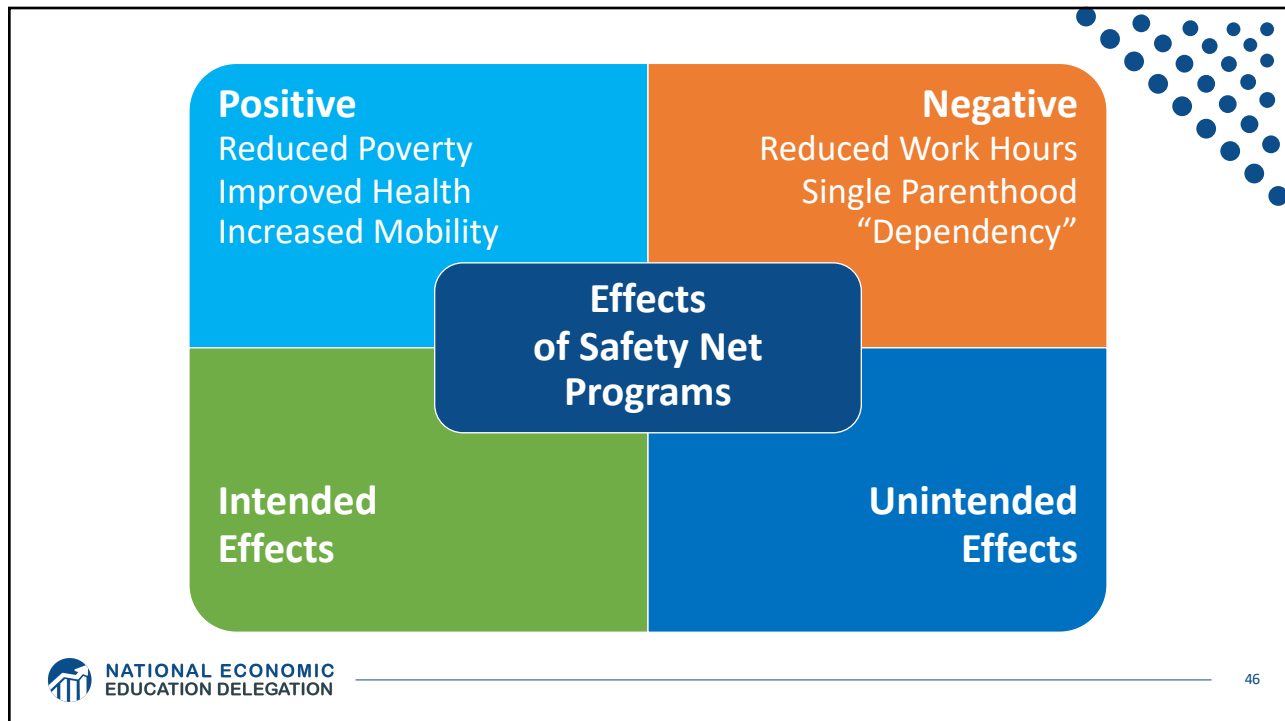 Positive
Reduced Poverty
Improved Health
Increased Mobility
Negative
Reduced Work Hours
Single Parenthood
“Dependency”
Effects
of Safety Net
Programs
Intended
Effects
Unintended
Effects
NATIONAL ECONOMIC
EDUCATION DELEGATION
46